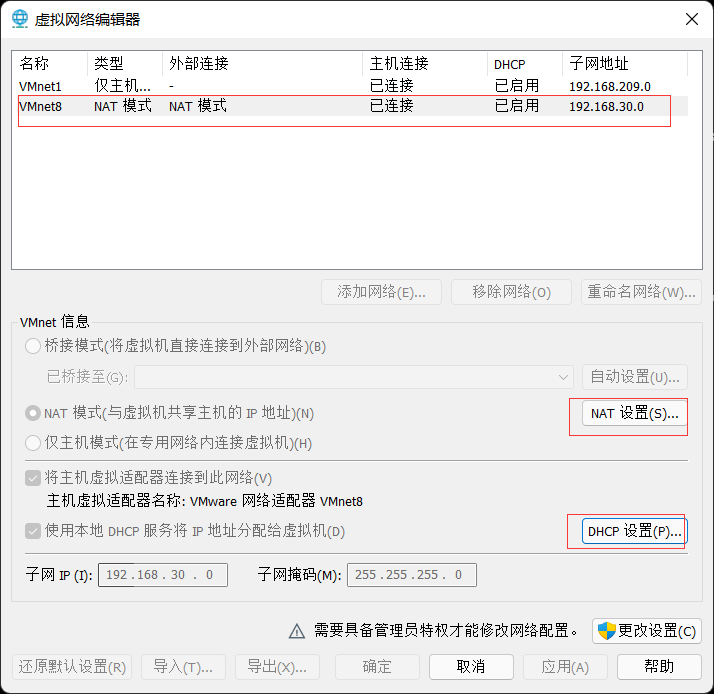 虚拟网络编辑器
名称 类型 外部连接 主机连接 DHCP 子网地址
VMnet1 仅主机... - 已连接 已启用 192.168.209.0
VMnet8 NAT 模式 NAT 模式 已连接 已启用 192.168.30.0
添加网络(E)... 移除网络(O) 重命名网络(W)...
VMnet 信息
桥接模式(将虚拟机直接连接到外部网络)(B)
已桥接至(G): 自动设置(U)...
NAT 模式(与虚拟机共享主机的 IP 地址)(N) NAT 设置(S)...
仅主机模式(在专用网络内连接虚拟机)(H)
将主机虚拟适配器连接到此网络(V)
主机虚拟适配器名称: VMware 网络适配器 VMnet8
使用本地 DHCP 服务将 IP 地址分配给虚拟机(D) DHCP 设置(P)...
子网 IP (I): 192 . 168 . 30 . 0 子网掩码(M): 255 . 255 . 255 . 0
需要具备管理员特权才能修改网络配置。 更改设置(C)
还原默认设置(R) 导入(T)... 导出(X)... 确定 取消 应用(A) 帮助